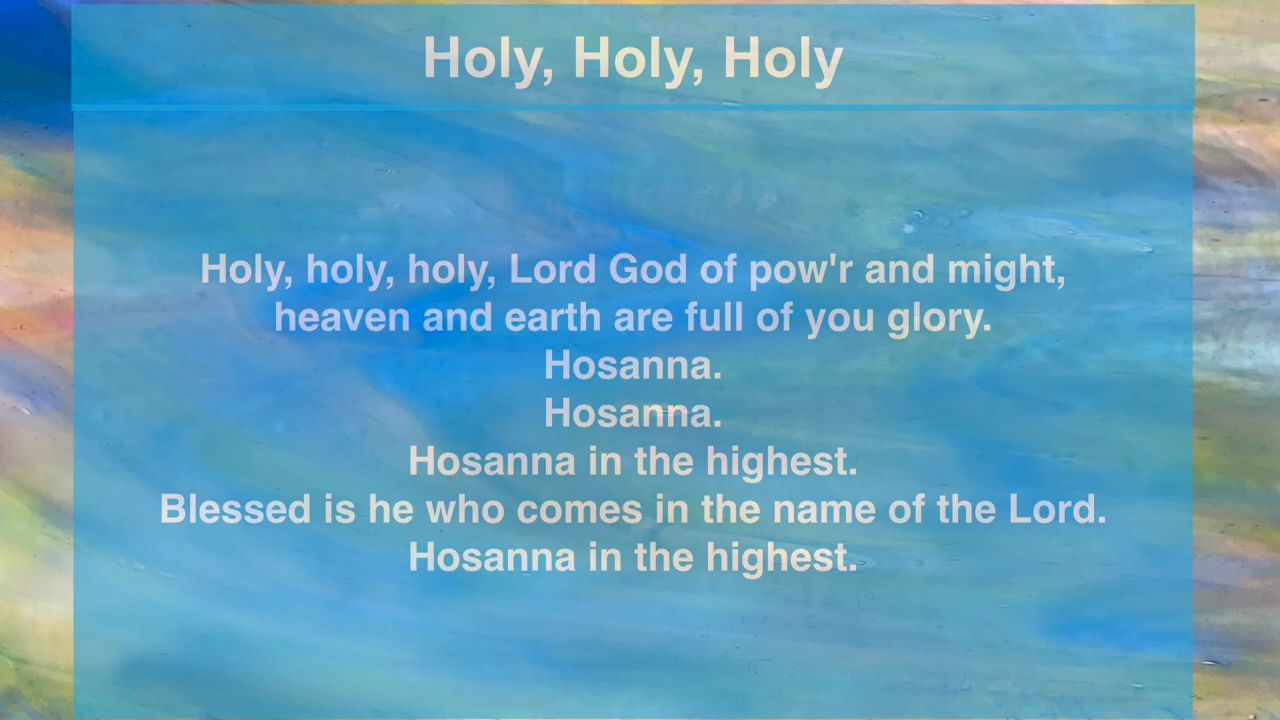 Holy, Holy, Holy
Holy, holy, holy, Lord God of pow'r and might,
heaven and earth are full of you glory.
Hosanna.
Hosanna.
Hosanna in the highest.
Blessed is he who comes in the name of the Lord.
Hosanna in the highest.